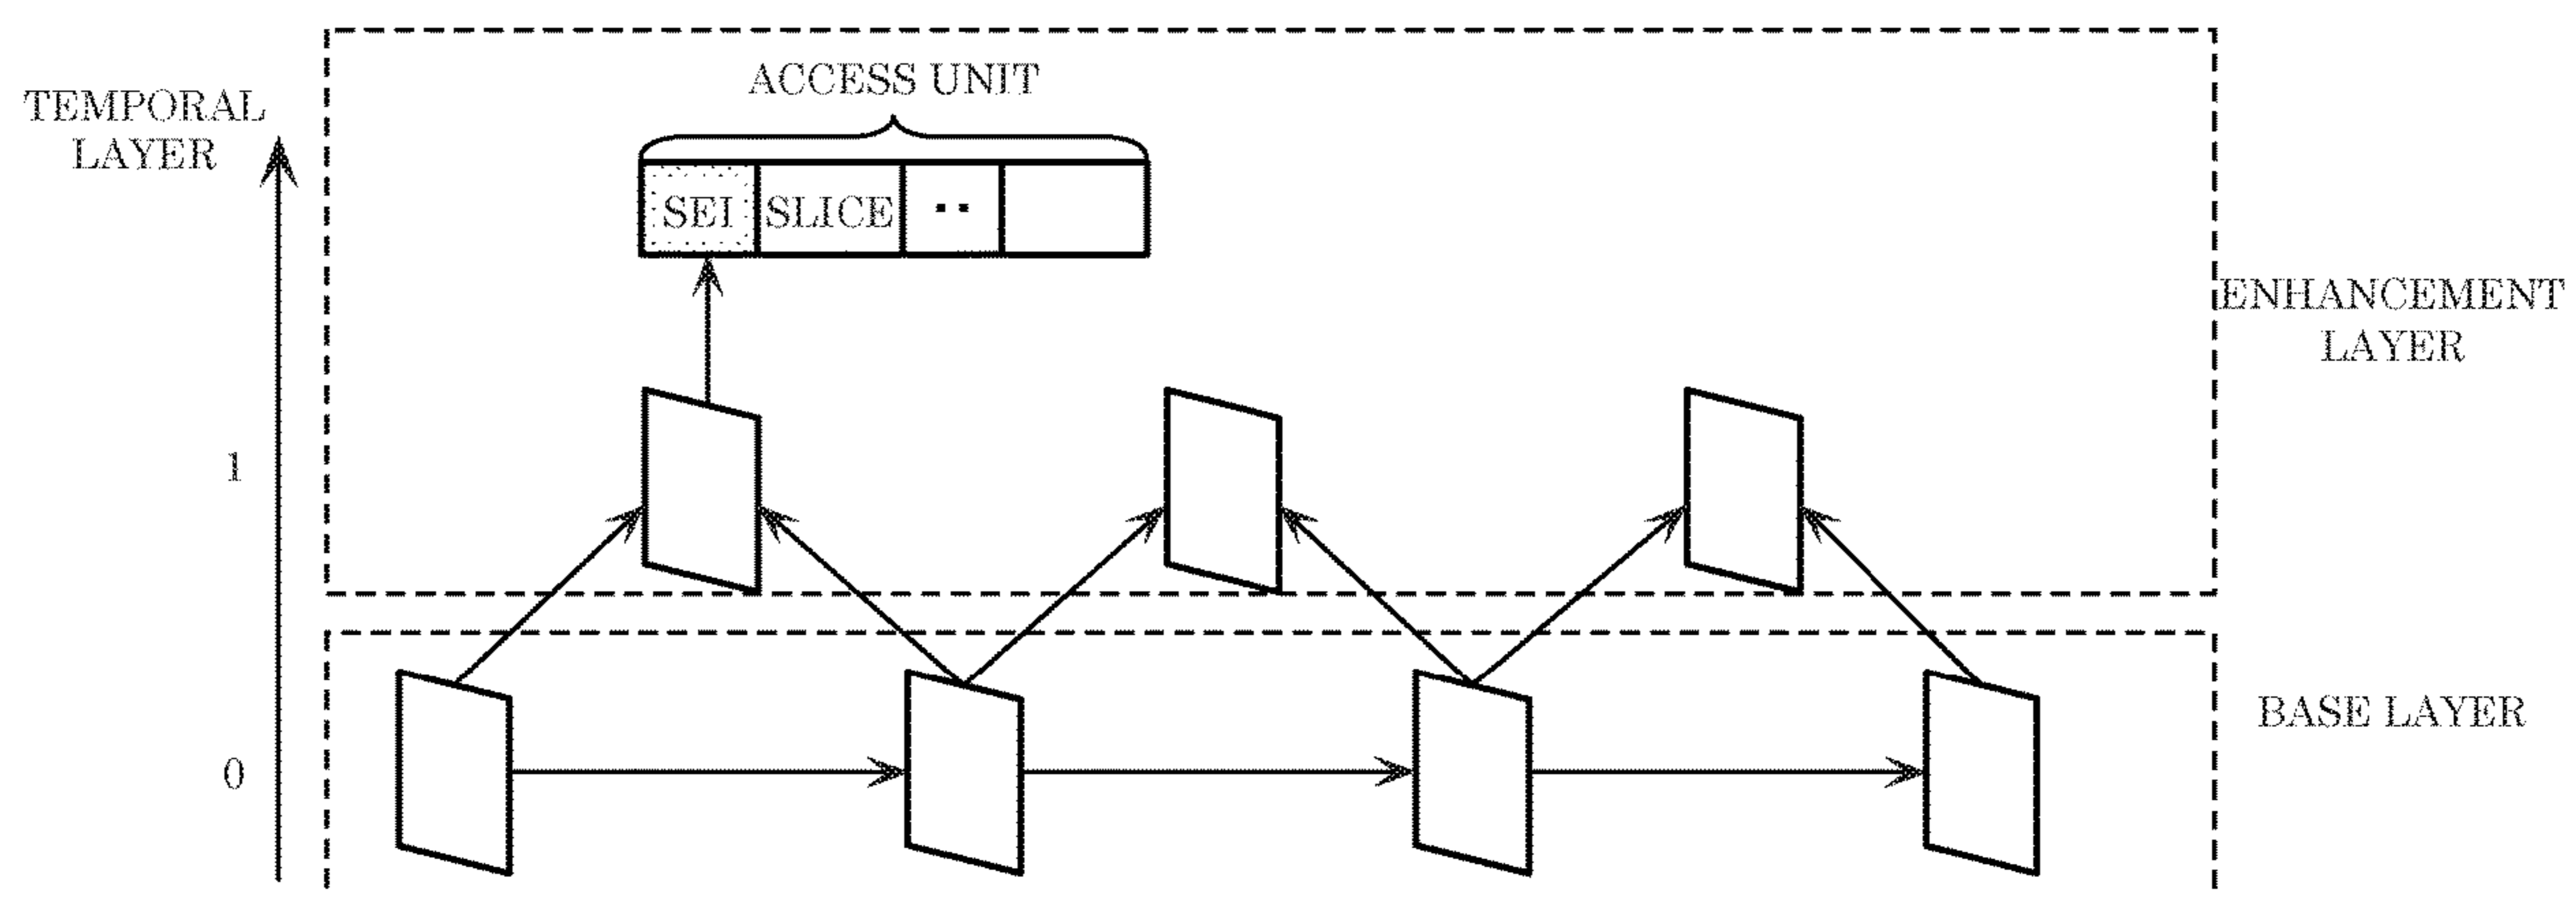 ACCESS UNIT
TEMPORAL
LAYER
SEI SLICE ..
ENHANCEMENT
LAYER
1
BASE LAYER
0